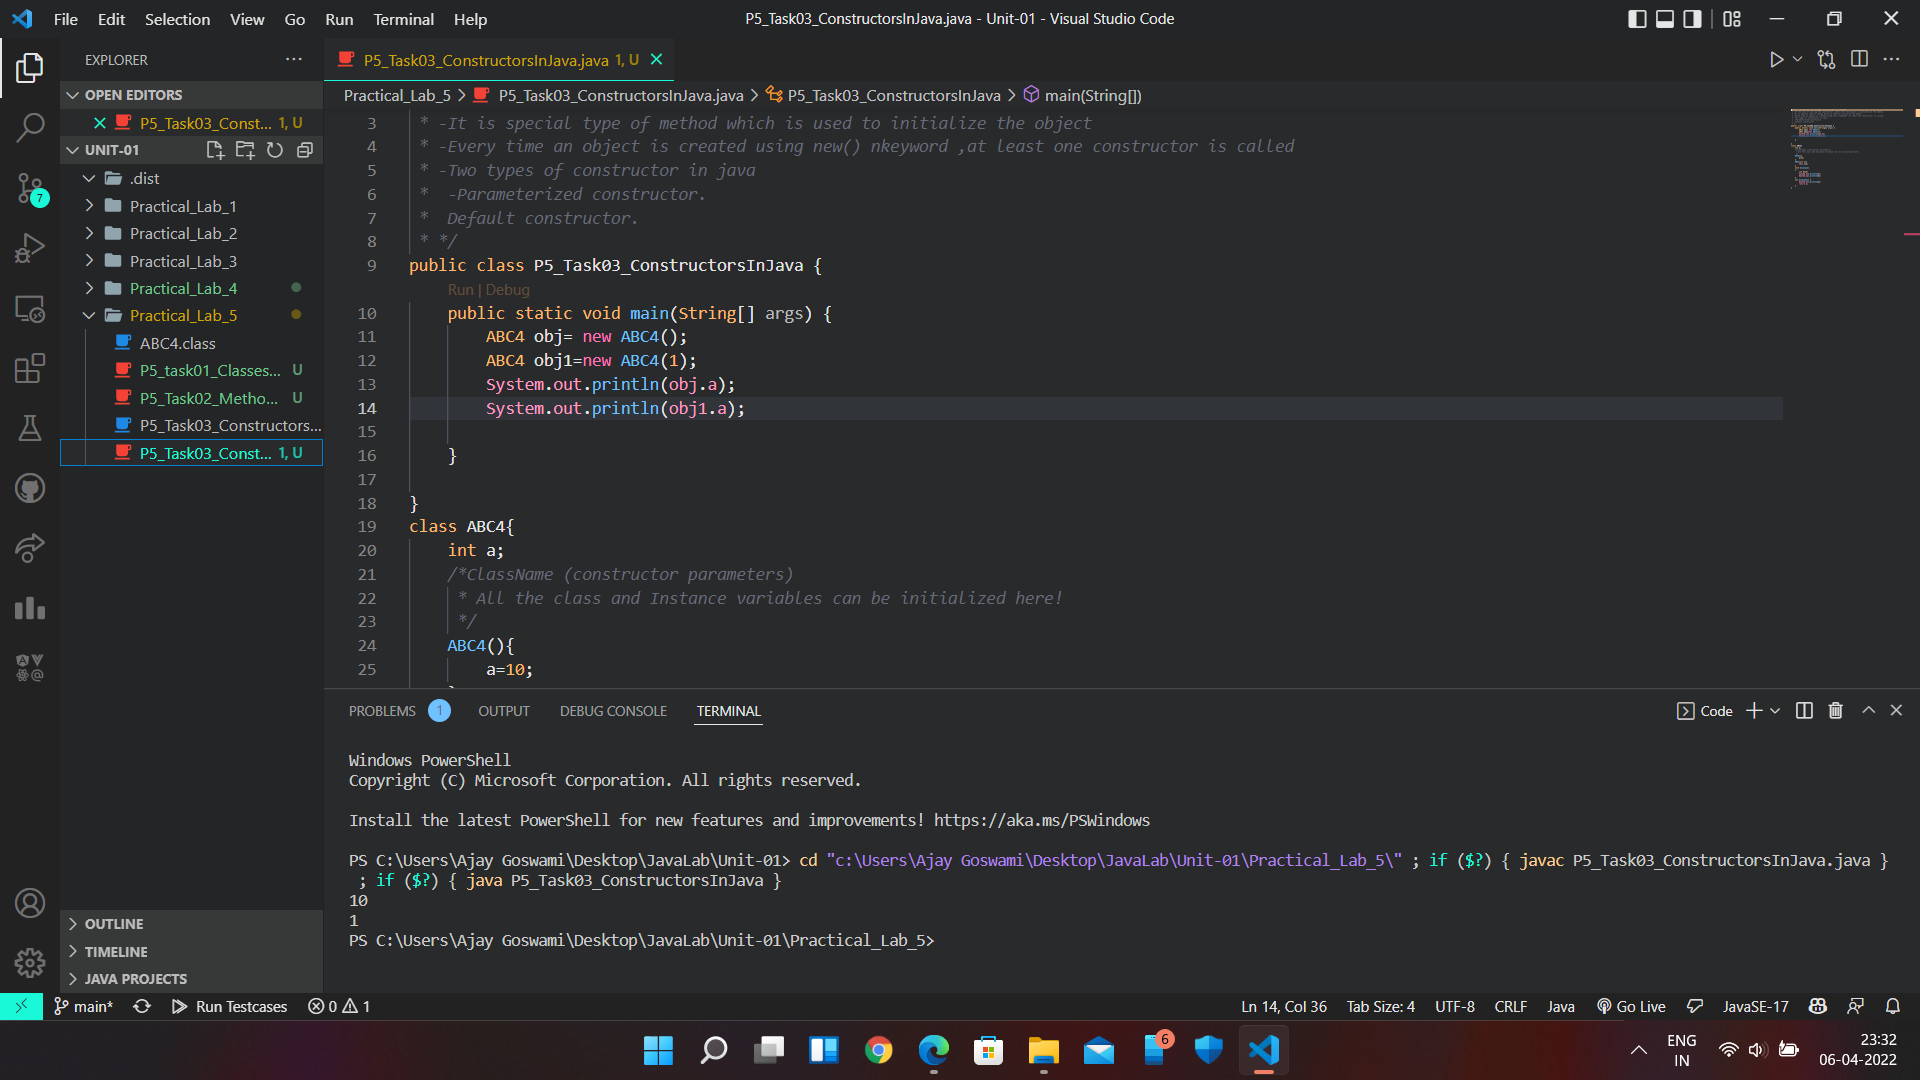 File Edit Selection View Go Run Terminal Help
P5_Task03_ConstructorsInJava.java - Unit-01 - Visual Studio Code
EXPLORER
OPEN EDITORS
P5_Task03_Const... 1, U
UNIT-01
.dist
Practical_Lab_1
Practical_Lab_2
Practical_Lab_3
Practical_Lab_4
Practical_Lab_5
ABC4.class
P5_task01_Classes... U
P5_Task02_Metho... U
P5_Task03_Constructors...
P5_Task03_Const... 1, U
OUTLINE
TIMELINE
JAVA PROJECTS
7
P5_Task03_ConstructorsInJava.java 1, U
Practical_Lab_5 > P5_Task03_ConstructorsInJava.java > P5_Task03_ConstructorsInJava > main(String[])
3 * -It is special type of method which is used to initialize the object
4 * -Every time an object is created using new() nkeyword ,at least one constructor is called
5 * -Two types of constructor in java
6 *  -Parameterized constructor.
7 *  Default constructor.
8 * */
9 public class P5_Task03_ConstructorsInJava {
Run | Debug
10 public static void main(String[] args) {
11 ABC4 obj= new ABC4();
12 ABC4 obj1=new ABC4(1);
13 System.out.println(obj.a);
14 System.out.println(obj1.a);
15
16 }
17
18 }
19 class ABC4{
20 int a;
21 /*ClassName (constructor parameters)
22 * All the class and Instance variables can be initialized here!
23 */
24 ABC4(){
25 a=10;
PROBLEMS 1 OUTPUT DEBUG CONSOLE TERMINAL
Code
Windows PowerShell
Copyright (C) Microsoft Corporation. All rights reserved.
Install the latest PowerShell for new features and improvements! https://aka.ms/PSWindows
PS C:\Users\Ajay Goswami\Desktop\JavaLab\Unit-01> cd "c:\Users\Ajay Goswami\Desktop\JavaLab\Unit-01\Practical_Lab_5\" ; if ($?) { javac P5_Task03_ConstructorsInJava.java }
; if ($?) { java P5_Task03_ConstructorsInJava }
10
1
PS C:\Users\Ajay Goswami\Desktop\JavaLab\Unit-01\Practical_Lab_5>
main* Run Testcases 0 1
Ln 14, Col 36 Tab Size: 4 UTF-8 CRLF Java Go Live JavaSE-17
6
ENG
IN
23:32
06-04-2022